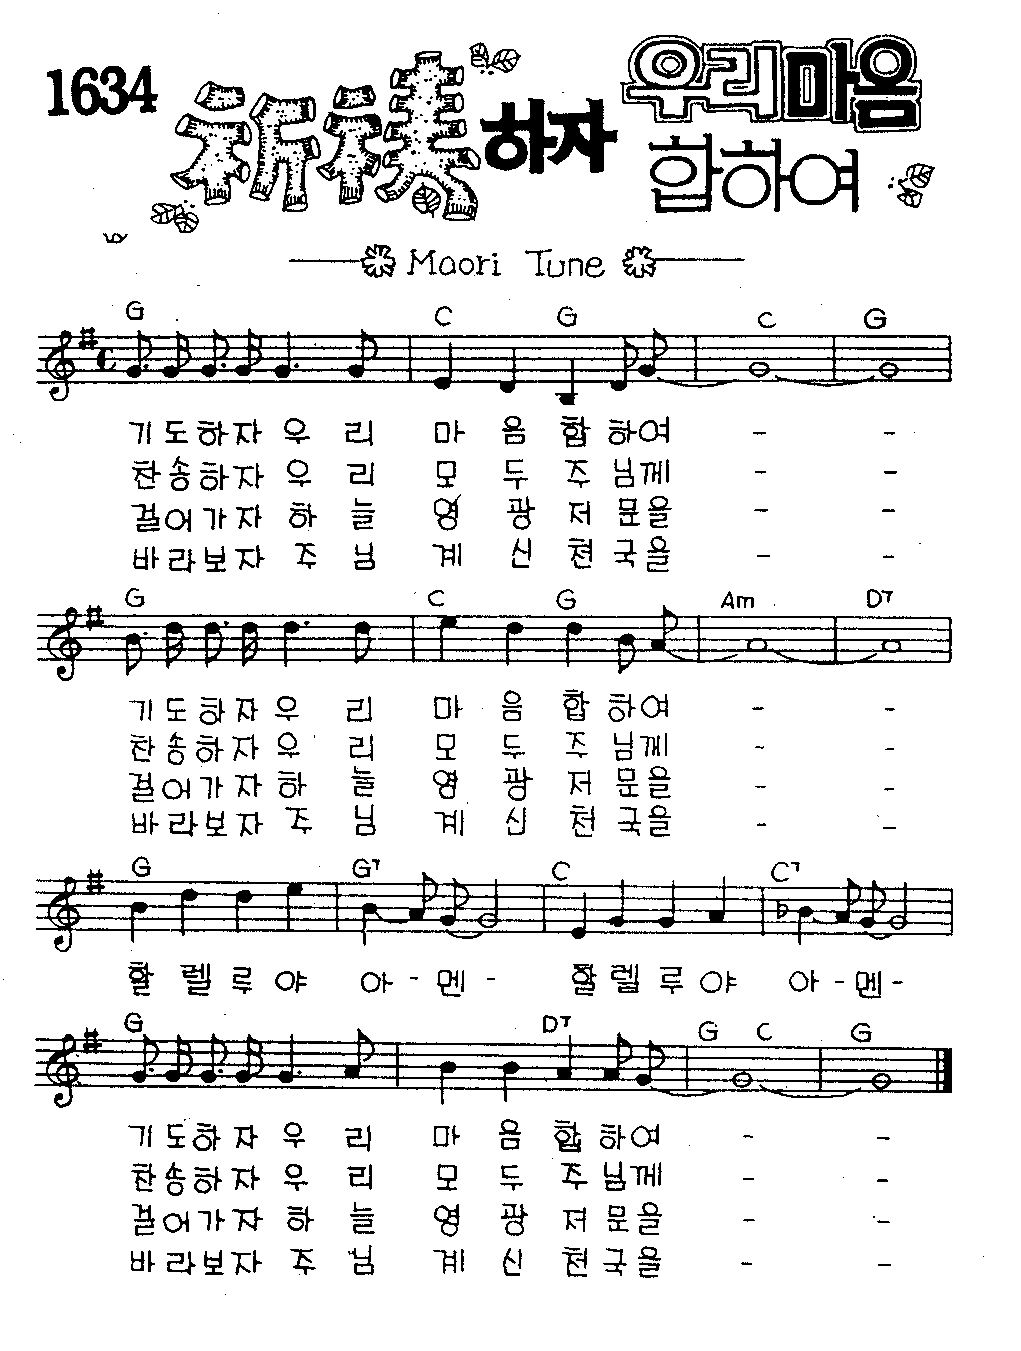 1634 祈禱하자 우리마음
합하여
Maori Tune
G C G C G
기도하자 우리 마음 합하여 - -
찬송하자 우리 모두 주님께 - -
걸어가자 하늘 영광 저 문을 - -
바라보자 주님 계신 천국을 - -
G C G Am D7
기도하자 우리 마음 합하여 - -
찬송하자 우리 모두 주님께 - -
걸어가자 하늘 영광 저 문을 - -
바라보자 주님 계신 천국을 - -
G G7 C C7
할렐루야 아-멘- 할렐루야 아-멘-
G D7 G C G
기도하자 우리 마음 합하여 - -
찬송하자 우리 모두 주님께 - -
걸어가자 하늘 영광 저 문을 - -
바라보자 주님 계신 천국을 - -